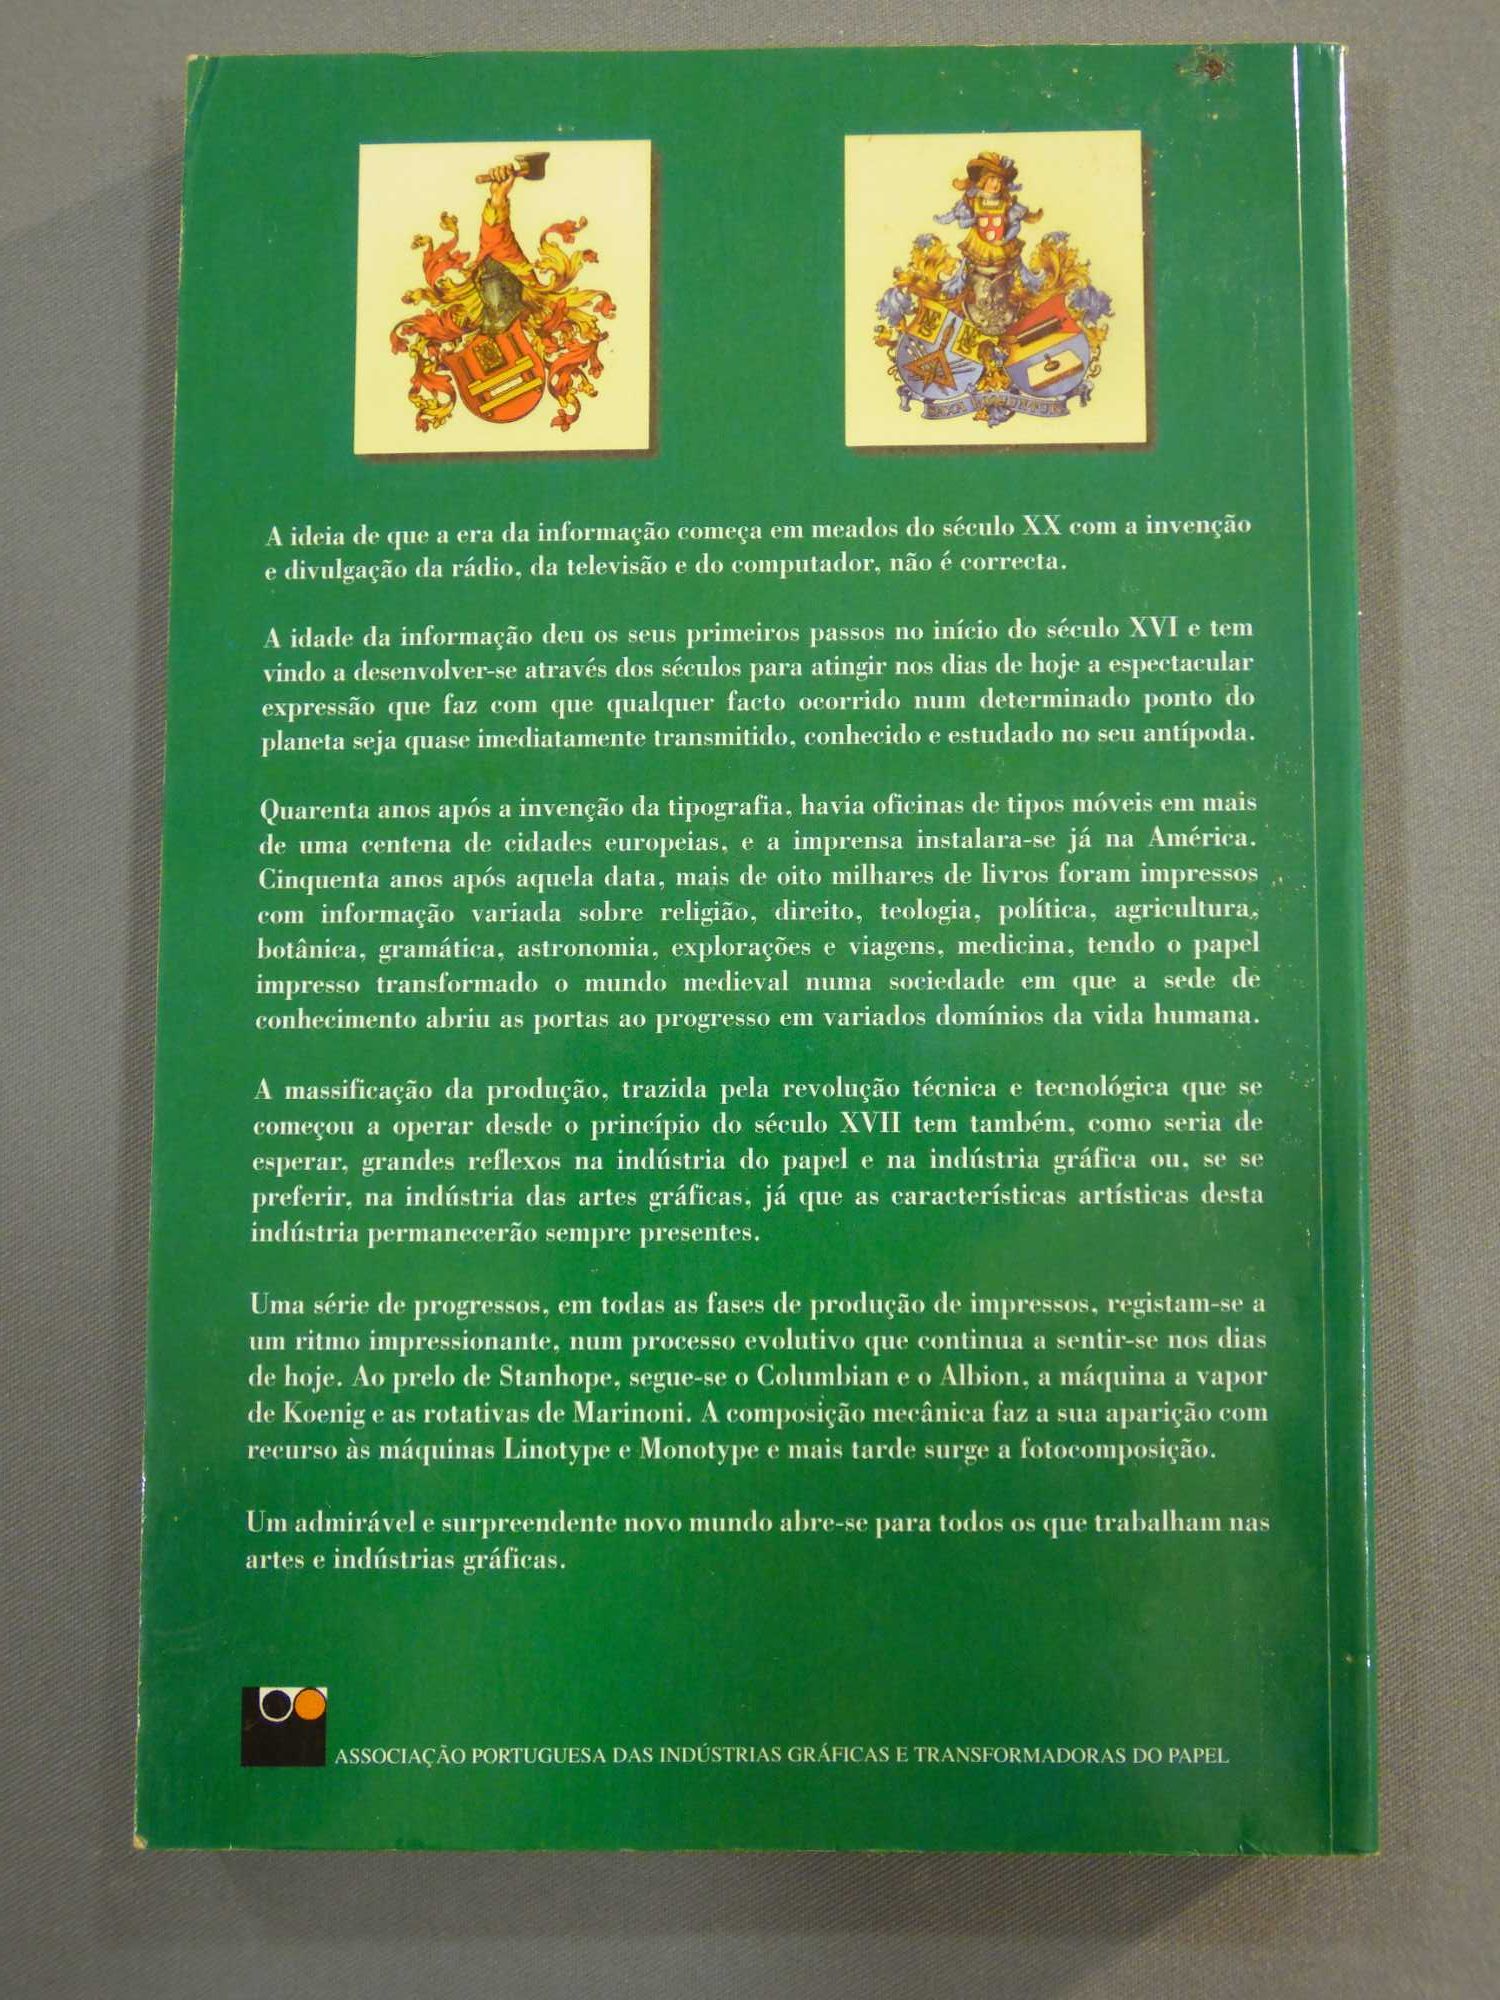 A ideia de que a era da informação começa em meados do século XX com a invenção
e divulgação da rádio, da televisão e do computador, não é correcta.
A idade da informação deu os seus primeiros passos no início do século XVI e tem
vindo a desenvolver-se através dos séculos para atingir nos dias de hoje a espectacular
expressão que faz com que qualquer facto ocorrido num determinado ponto do
planeta seja quase imediatamente transmitido, conhecido e estudado no seu antípoda.
Quarenta anos após a invenção da tipografia, havia oficinas de tipos móveis em mais
de uma centena de cidades europeias, e a imprensa instalara-se já na América.
Cinquenta anos após aquela data, mais de oito milhares de livros foram impressos
com informação variada sobre religião, direito, teologia, política, agricultura,
botânica, gramática, astronomia, explorações e viagens, medicina, tendo o papel
impresso transformado o mundo medieval numa sociedade em que a sede de
conhecimento abriu as portas ao progresso em variados domínios da vida humana.
A massificação da produção, trazida pela revolução técnica e tecnológica que se
começou a operar desde o princípio do século XVII tem também, como seria de
esperar, grandes reflexos na indústria do papel e na indústria gráfica ou, se se
preferir, na indústria das artes gráficas, já que as características artísticas desta
indústria permanecerão sempre presentes.
Uma série de progressos, em todas as fases de produção de impressos, registam-se a
um ritmo impressionante, num processo evolutivo que continua a sentir-se nos dias
de hoje. Ao prelo de Stanhope, segue-se o Columbian e o Albion, a máquina a vapor
de Koenig e as rotativas de Marinoni. A composição mecânica faz a sua aparição com
recurso às máquinas Linotype e Monotype e mais tarde surge a fotocomposição.
Um admirável e surpreendente novo mundo abre-se para todos os que trabalham nas
artes e indústrias gráficas.
ASSOCIAÇÃO PORTUGUESA DAS INDÚSTRIAS GRÁFICAS E TRANSFORMADORAS DO PAPEL